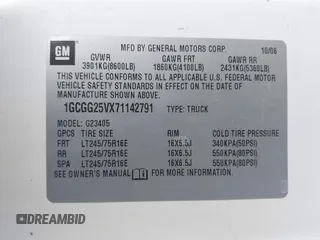 GM
MFD BY GENERAL MOTORS CORP. 10/06
GVWR GAWR FRT GAWR RR
3901KG(8600LB) 1860KG(4100LB) 2431KG(5360LB)
THIS VEHICLE CONFORMS TO ALL APPLICABLE U.S. FEDERAL
MOTOR VEHICLE SAFETY STANDARDS IN EFFECT ON THE DATE OF
MANUFACTURE SHOWN ABOVE.
1GCGG25VX71142791 TYPE: TRUCK
MODEL: G23405
GPCS TIRE SIZE RIM COLD TIRE PRESSURE
FRT LT245/75R16E 16X6.5J 340KPA(50PSI)
RR LT245/75R16E 16X6.5J 550KPA(80PSI)
SPA LT245/75R16E 16X6.5J 550KPA(80PSI)
SEE OWNER'S MANUAL FOR ADDITIONAL INFORMATION.
DREAMBID